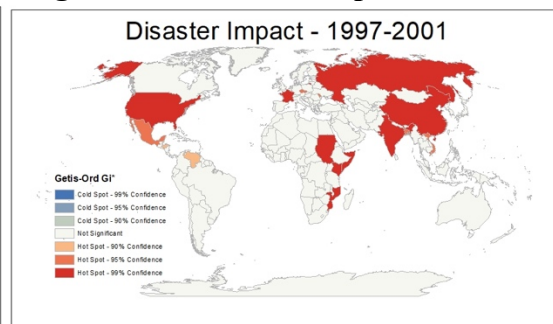 Disaster Impact - 1997-2001
Getis-Ord Gi*
Cold Spot - 99% Confidence
Cold Spot - 95% Confidence
Cold Spot - 90% Confidence
Not Significant
Hot Spot - 90% Confidence
Hot Spot - 95% Confidence
Hot Spot - 99% Confidence